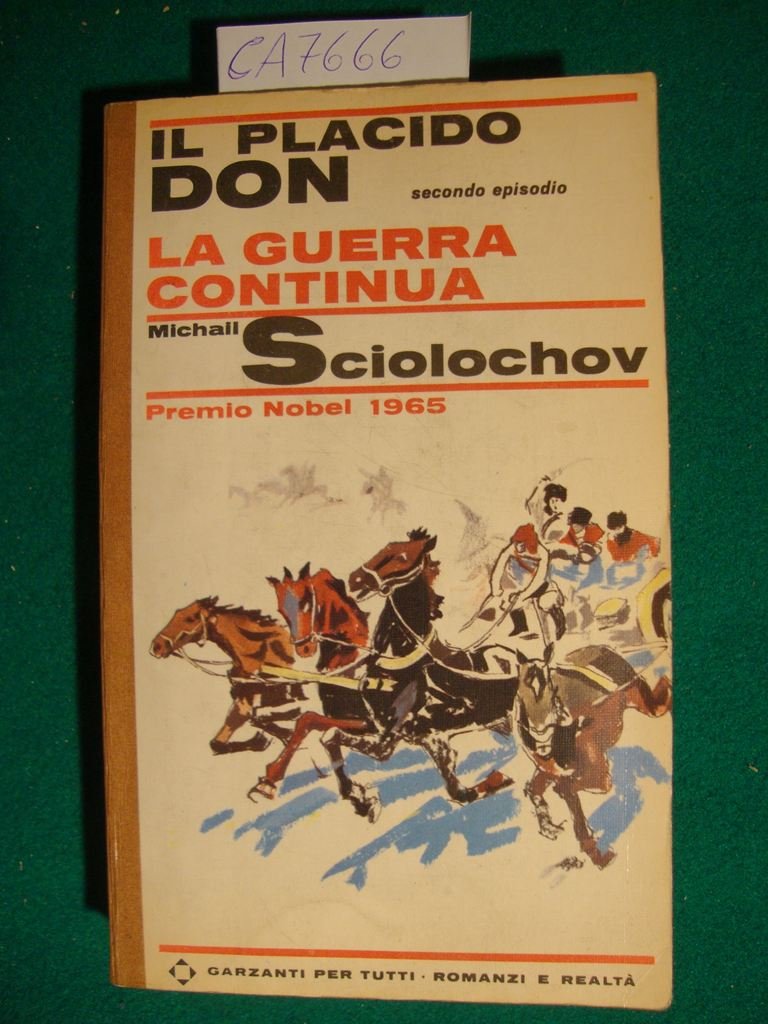 CA7666
IL PLACIDO
DON secondo episodio
LA GUERRA
CONTINUA
Michail Sciolochov
Premio Nobel 1965
GARZANTI PER TUTTI · ROMANZI E REALTÀ